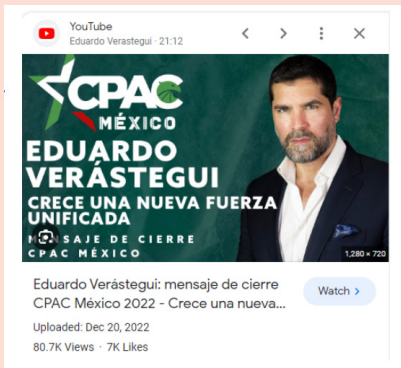 YouTube
Eduardo Verastegui · 21:12
CPAC
MÉXICO
EDUARDO
VERÁSTEGUI
CRECE UNA NUEVA FUERZA
UNIFICADA
MENSAJE DE CIERRE
CPAC MÉXICO
1,280 × 720
Eduardo Verástegui: mensaje de cierre
CPAC México 2022 - Crece una nueva...
Watch >
Uploaded: Dec 20, 2022
80.7K Views · 7K Likes